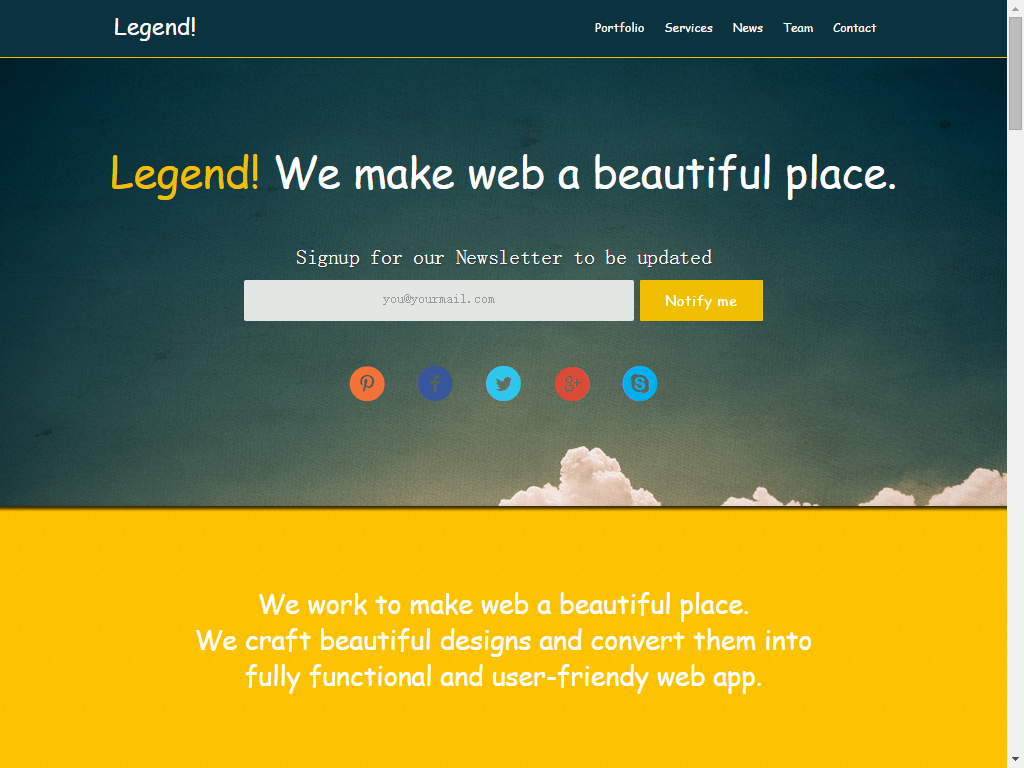 Legend!
Portfolio Services News Team Contact
Legend! We make web a beautiful place.
Signup for our Newsletter to be updated
you@yourmail.com
Notify me
We work to make web a beautiful place.
We craft beautiful designs and convert them into
fully functional and user-friendy web app.